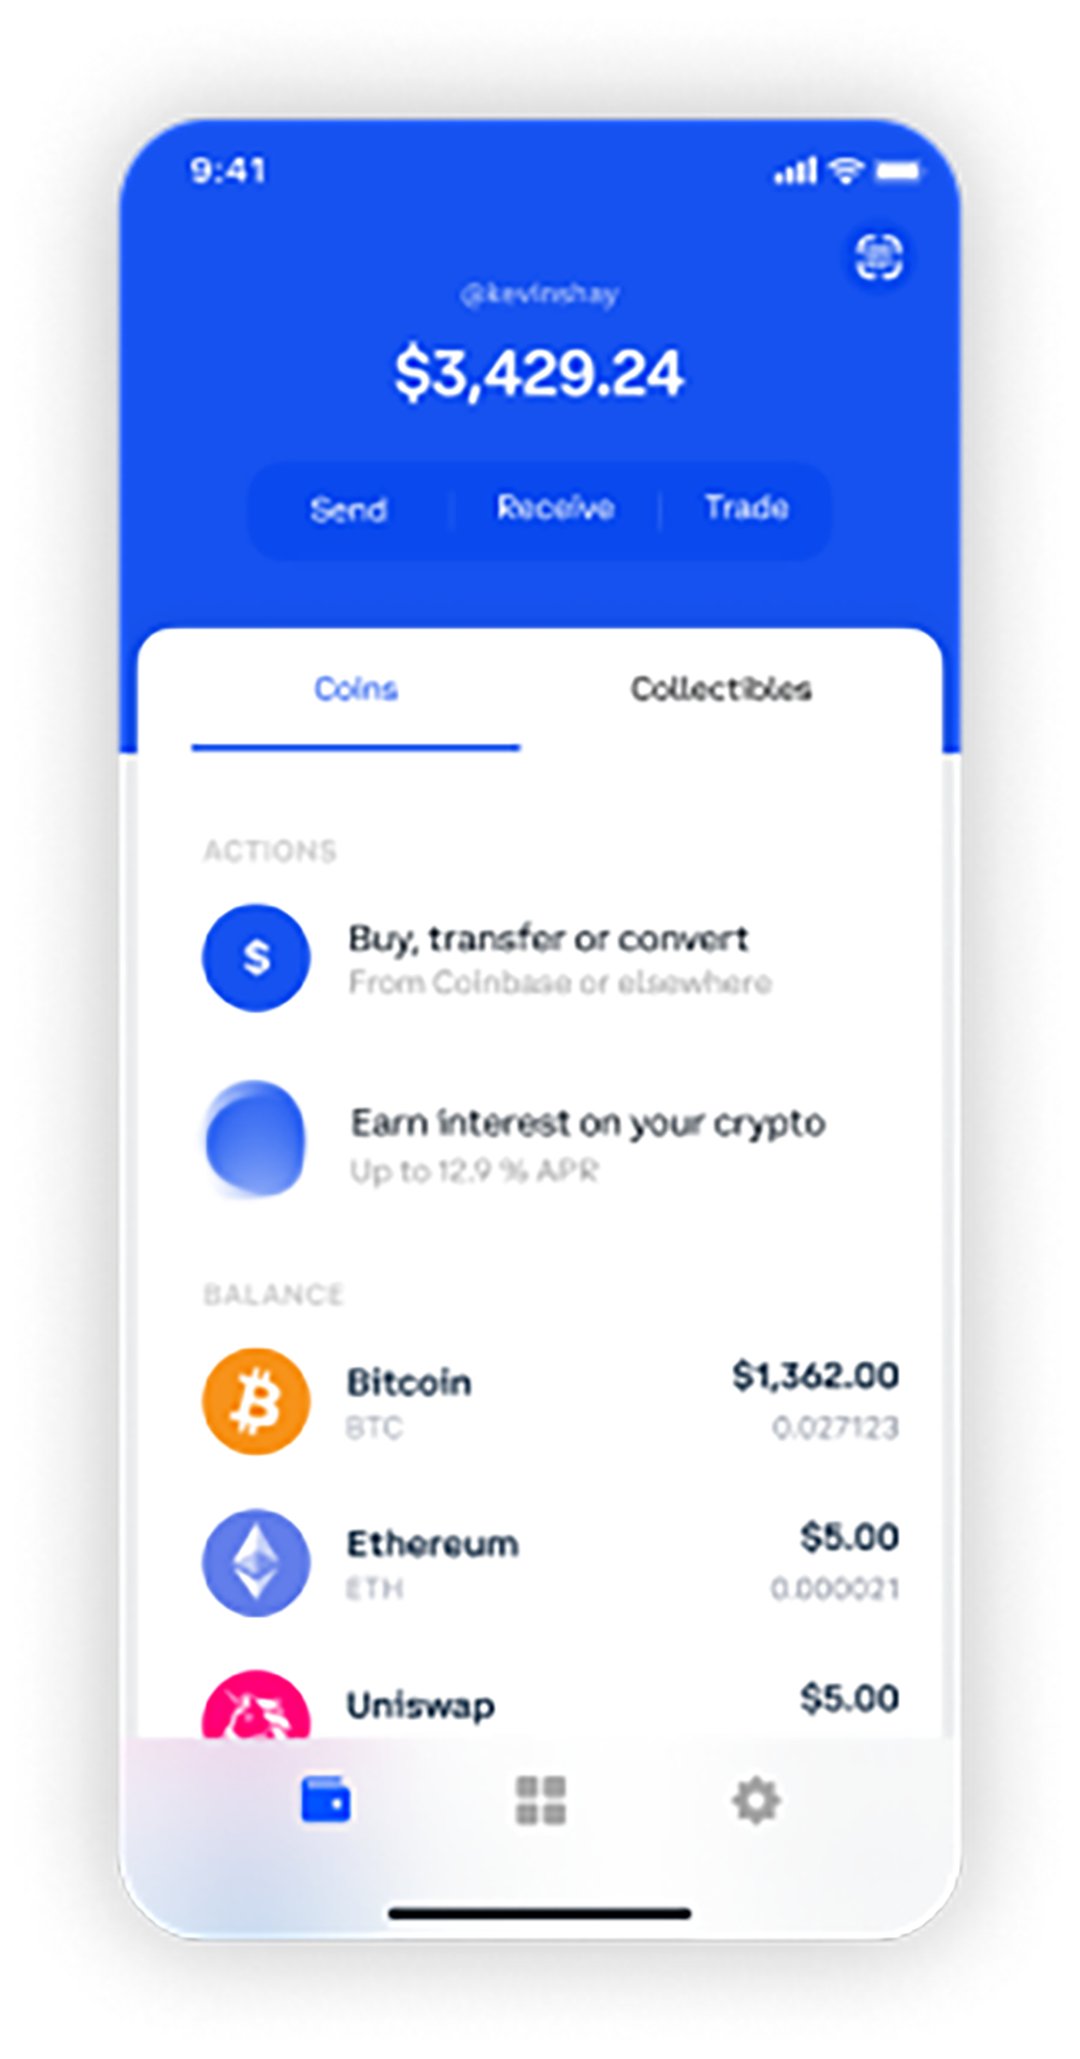 9:41
@kevinshay
$3,429.24
Send
Receive
Trade
Coins
Collectibles
ACTIONS
$
Buy, transfer or convert
From Coinbase or elsewhere
Earn interest on your crypto
Up to 12.9 % APR
BALANCE
Bitcoin
$1,362.00
BTC
0.027123
Ethereum
$5.00
ETH
0.000021
Uniswap
$5.00